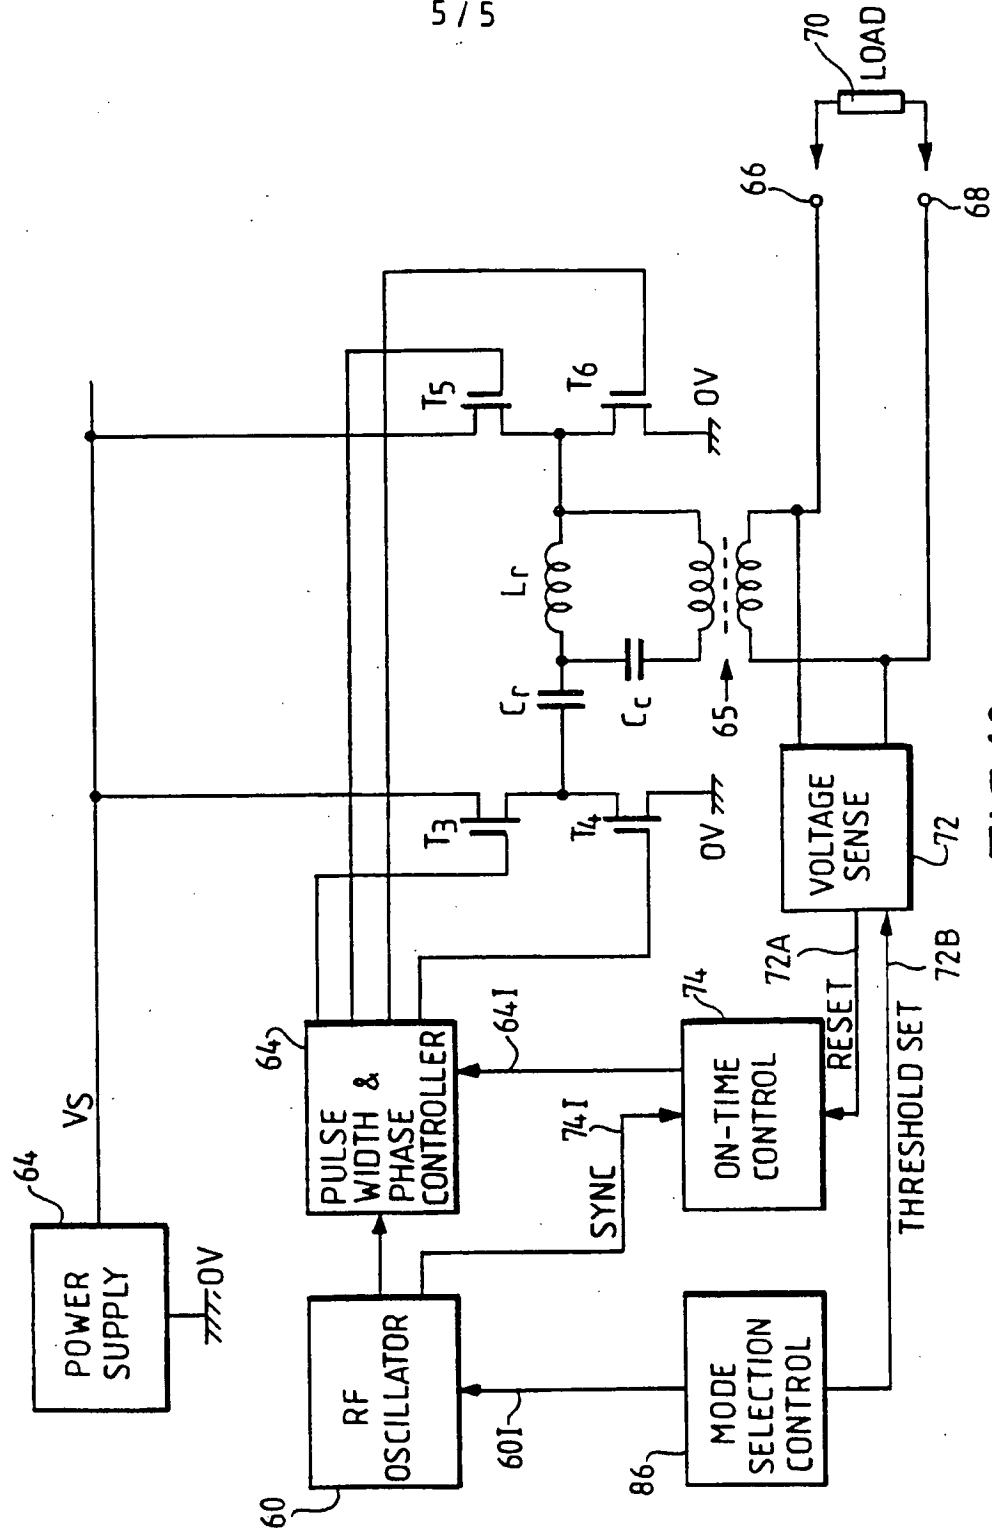 5/5
POWER
SUPPLY
64
VS
0V
RF
OSCILLATOR
60
60I
PULSE
WIDTH &
PHASE
CONTROLLER
64
64I
SYNC
74I
MODE
SELECTION
CONTROL
86
ON-TIME
CONTROL
74
RESET
72A
THRESHOLD SET
72B
VOLTAGE
SENSE
72
T3
T4
0V
Cr
Lr
Cc
65
T5
T6
0V
66
68
70
LOAD